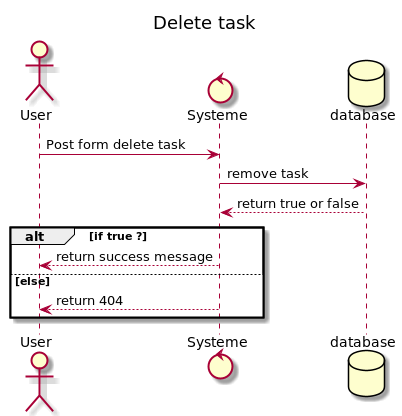 Delete task
User
Systeme
database
Post form delete task
remove task
return true or false
alt
[if true ?]
return success message
[else]
return 404
User
Systeme
database